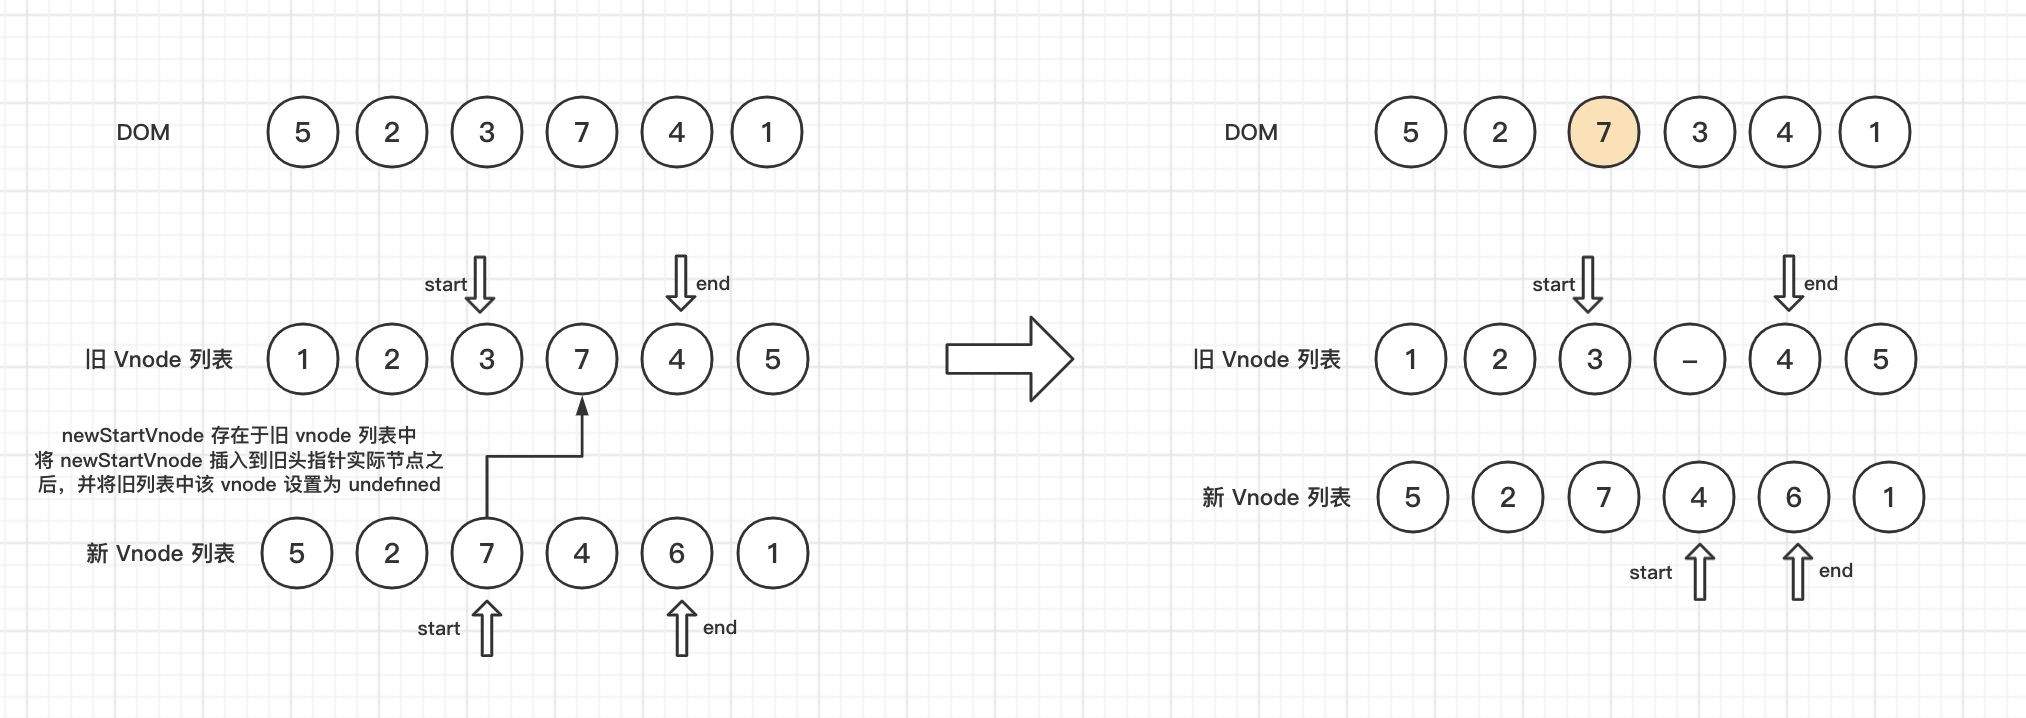 DOM 5 2 3 7 4 1
start end
旧 Vnode 列表 1 2 3 7 4 5
newStartVnode 存在于旧 vnode 列表中
将 newStartVnode 插入到旧头指针实际节点之
后，并将旧列表中该 vnode 设置为 undefined
新 Vnode 列表 5 2 7 4 6 1
start end
DOM 5 2 7 3 4 1
start end
旧 Vnode 列表 1 2 3 – 4 5
新 Vnode 列表 5 2 7 4 6 1
start end